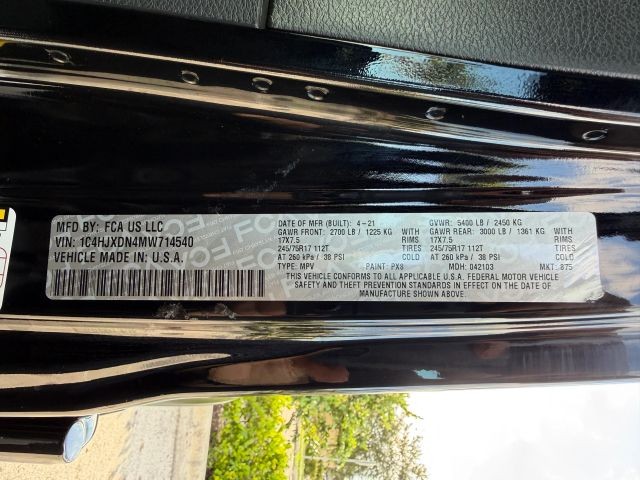 MFD BY: FCA US LLC
VIN: 1C4HJXDN4MW714540
VEHICLE MADE IN: U.S.A.
DATE OF MFR (BUILT): 4-21 GVWR: 5400 LB / 2450 KG
GAWR FRONT: 2700 LB / 1225 KG GAWR REAR: 3000 LB / 1361 KG
17X7.5 RIMS 17X7.5
245/75R17 112T TIRES 245/75R17 112T
AT 260 kPa / 38 PSI COLD AT 260 kPa / 38 PSI COLD
TYPE: MPV PAINT: PX8 MDH: 042103 MKT: 875
THIS VEHICLE CONFORMS TO ALL APPLICABLE U.S.A. FEDERAL MOTOR VEHICLE
SAFETY AND THEFT PREVENTION STANDARDS IN EFFECT ON THE DATE OF
MANUFACTURE SHOWN ABOVE.